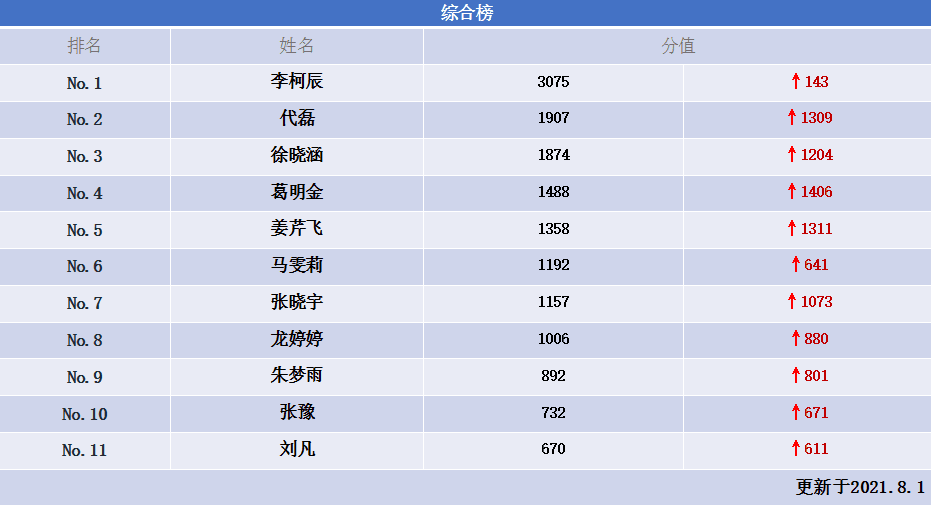 综合榜
排名 姓名 分值
No.1 李柯辰 3075 ↑143
No.2 代磊 1907 ↑1309
No.3 徐晓涵 1874 ↑1204
No.4 葛明金 1488 ↑1406
No.5 姜芹飞 1358 ↑1311
No.6 马雯莉 1192 ↑641
No.7 张晓宇 1157 ↑1073
No.8 龙婷婷 1006 ↑880
No.9 朱梦雨 892 ↑801
No.10 张豫 732 ↑671
No.11 刘凡 670 ↑611
更新于2021.8.1